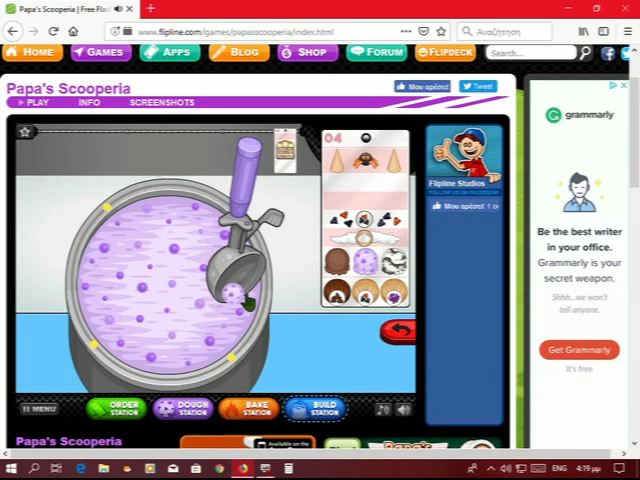 Papa's Scooperia | Free Flas
www.flipline.com/games/papasscooperia/index.html
Αναζήτηση
HOME
GAMES
APPS
BLOG
SHOP
FORUM
FLIPDECK
Search...
Papa's Scooperia
Μου αρέσει!
Tweet
PLAY
INFO
SCREENSHOTS
04
Flipline Studios
Μου αρέσει!
MENU
ORDER STATION
DOUGH STATION
BAKE STATION
BUILD STATION
Papa's Scooperia
Available on the
Papa's
grammarly
Be the best writer
in your office.
Grammarly is your
secret weapon.
Shhh...we won't
tell anyone.
Get Grammarly
It's free
ENG
4:19 μμ